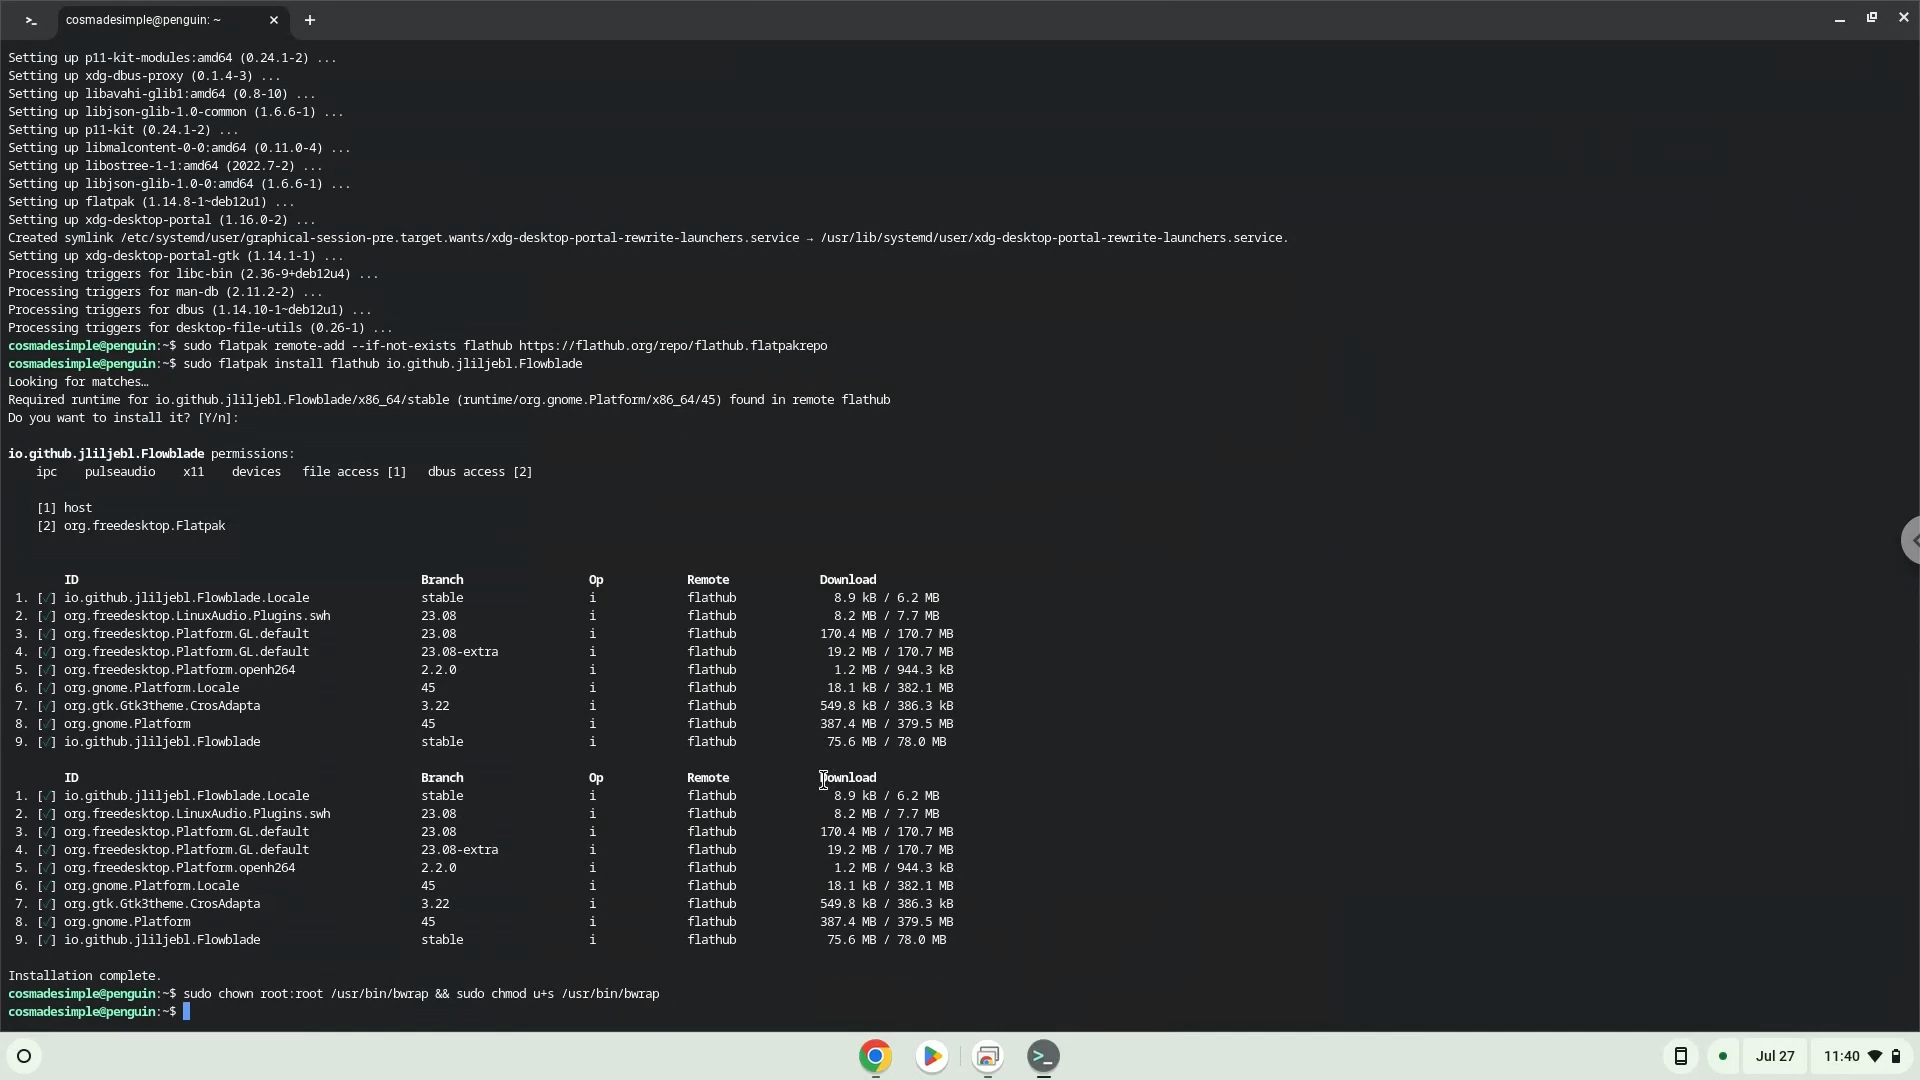 cosmadesimple@penguin: ~
Setting up p11-kit-modules:amd64 (0.24.1-2) ...
Setting up xdg-dbus-proxy (0.1.4-3) ...
Setting up libavahi-glib1:amd64 (0.8-10) ...
Setting up libjson-glib-1.0-common (1.6.6-1) ...
Setting up p11-kit (0.24.1-2) ...
Setting up libmalcontent-0-0:amd64 (0.11.0-4) ...
Setting up libostree-1-1:amd64 (2022.7-2) ...
Setting up libjson-glib-1.0-0:amd64 (1.6.6-1) ...
Setting up flatpak (1.14.8-1~deb12u1) ...
Setting up xdg-desktop-portal (1.16.0-2) ...
Created symlink /etc/systemd/user/graphical-session-pre.target.wants/xdg-desktop-portal-rewrite-launchers.service → /usr/lib/systemd/user/xdg-desktop-portal-rewrite-launchers.service.
Setting up xdg-desktop-portal-gtk (1.14.1-1) ...
Processing triggers for libc-bin (2.36-9+deb12u4) ...
Processing triggers for man-db (2.11.2-2) ...
Processing triggers for dbus (1.14.10-1~deb12u1) ...
Processing triggers for desktop-file-utils (0.26-1) ...
cosmadesimple@penguin:~$ sudo flatpak remote-add --if-not-exists flathub https://flathub.org/repo/flathub.flatpakrepo
cosmadesimple@penguin:~$ sudo flatpak install flathub io.github.jliljebl.Flowblade
Looking for matches…
Required runtime for io.github.jliljebl.Flowblade/x86_64/stable (runtime/org.gnome.Platform/x86_64/45) found in remote flathub
Do you want to install it? [Y/n]:
io.github.jliljebl.Flowblade permissions:
ipc pulseaudio x11 devices file access [1] dbus access [2]
[1] host
[2] org.freedesktop.Flatpak
ID Branch Op Remote Download
1. [✓] io.github.jliljebl.Flowblade.Locale stable i flathub 8.9 kB / 6.2 MB
2. [✓] org.freedesktop.LinuxAudio.Plugins.swh 23.08 i flathub 8.2 MB / 7.7 MB
3. [✓] org.freedesktop.Platform.GL.default 23.08 i flathub 170.4 MB / 170.7 MB
4. [✓] org.freedesktop.Platform.GL.default 23.08-extra i flathub 19.2 MB / 170.7 MB
5. [✓] org.freedesktop.Platform.openh264 2.2.0 i flathub 1.2 MB / 944.3 kB
6. [✓] org.gnome.Platform.Locale 45 i flathub 18.1 kB / 382.1 MB
7. [✓] org.gtk.Gtk3theme.CrosAdapta 3.22 i flathub 549.8 kB / 386.3 kB
8. [✓] org.gnome.Platform 45 i flathub 387.4 MB / 379.5 MB
9. [✓] io.github.jliljebl.Flowblade stable i flathub 75.6 MB / 78.0 MB
ID Branch Op Remote Download
1. [✓] io.github.jliljebl.Flowblade.Locale stable i flathub 8.9 kB / 6.2 MB
2. [✓] org.freedesktop.LinuxAudio.Plugins.swh 23.08 i flathub 8.2 MB / 7.7 MB
3. [✓] org.freedesktop.Platform.GL.default 23.08 i flathub 170.4 MB / 170.7 MB
4. [✓] org.freedesktop.Platform.GL.default 23.08-extra i flathub 19.2 MB / 170.7 MB
5. [✓] org.freedesktop.Platform.openh264 2.2.0 i flathub 1.2 MB / 944.3 kB
6. [✓] org.gnome.Platform.Locale 45 i flathub 18.1 kB / 382.1 MB
7. [✓] org.gtk.Gtk3theme.CrosAdapta 3.22 i flathub 549.8 kB / 386.3 kB
8. [✓] org.gnome.Platform 45 i flathub 387.4 MB / 379.5 MB
9. [✓] io.github.jliljebl.Flowblade stable i flathub 75.6 MB / 78.0 MB
Installation complete.
cosmadesimple@penguin:~$ sudo chown root:root /usr/bin/bwrap && sudo chmod u+s /usr/bin/bwrap
cosmadesimple@penguin:~$
Jul 27 11:40